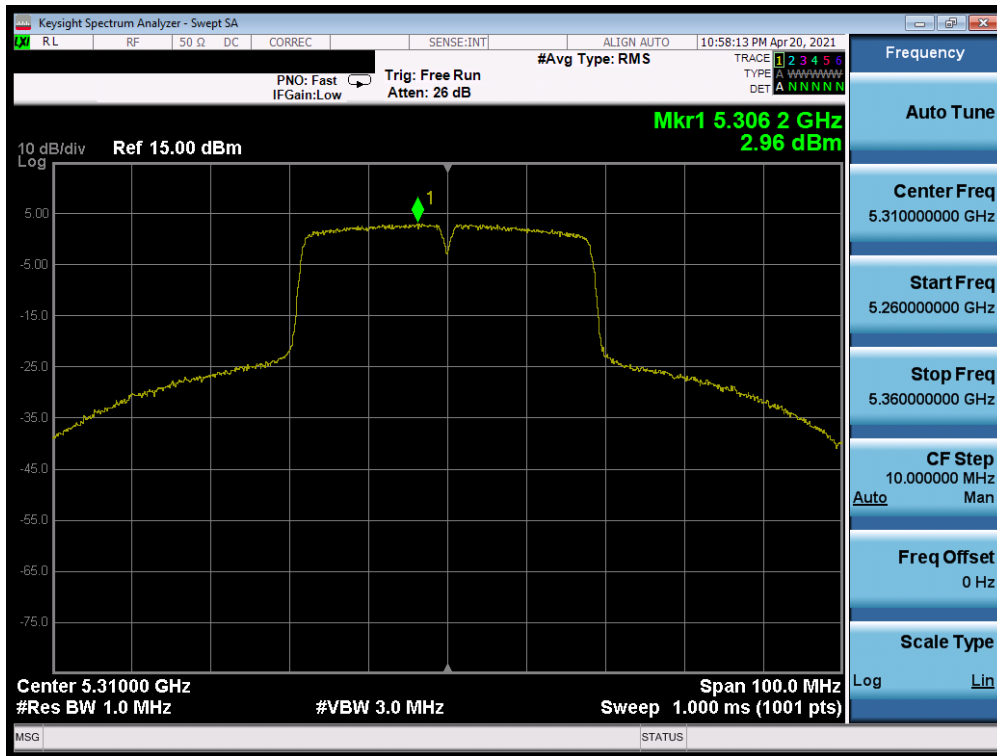 Keysight Spectrum Analyzer - Swept SA
LXI RL RF 50 Ω DC CORREC SENSE:INT ALIGN AUTO 10:58:13 PM Apr 20, 2021
#Avg Type: RMS
TRACE 1 2 3 4 5 6
TYPE A WWWWW
DET A N N N N N
PNO: Fast
IFGain:Low
Trig: Free Run
Atten: 26 dB
Mkr1 5.306 2 GHz
2.96 dBm
10 dB/div
Log
Ref 15.00 dBm
1
5.00
-5.00
-15.0
-25.0
-35.0
-45.0
-55.0
-65.0
-75.0
Center 5.31000 GHz
Span 100.0 MHz
#Res BW 1.0 MHz
#VBW 3.0 MHz
Sweep 1.000 ms (1001 pts)
MSG
STATUS
Frequency
Auto Tune
Center Freq
5.310000000 GHz
Start Freq
5.260000000 GHz
Stop Freq
5.360000000 GHz
CF Step
10.000000 MHz
Auto Man
Freq Offset
0 Hz
Scale Type
Log Lin